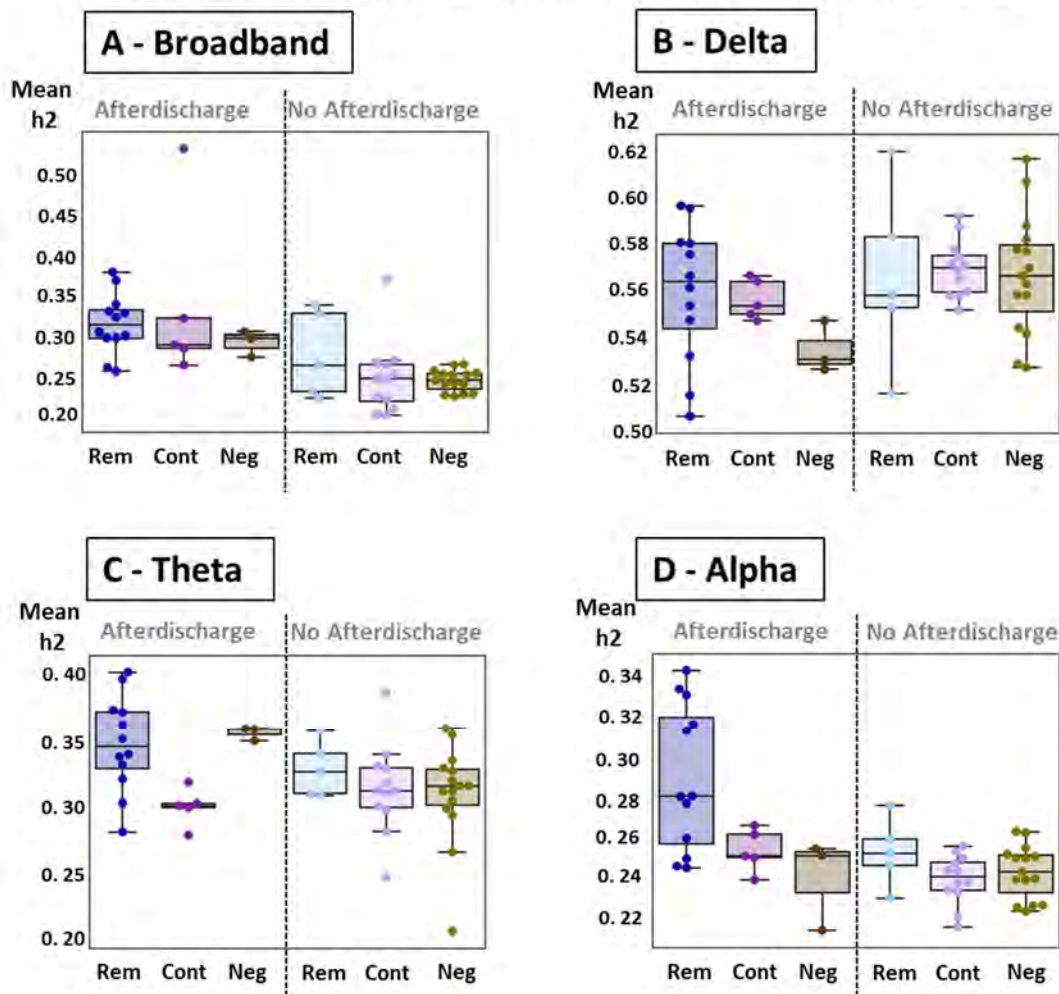 A - Broadband
Mean
h2
Afterdischarge
No Afterdischarge
0.50
0.45
0.40
0.35
0.30
0.25
0.20
Rem Cont Neg Rem Cont Neg
B - Delta
Mean
h2
Afterdischarge
No Afterdischarge
0.62
0.60
0.58
0.56
0.54
0.52
0.50
Rem Cont Neg Rem Cont Neg
C - Theta
Mean
h2
Afterdischarge
No Afterdischarge
0.40
0.35
0.30
0.25
0.20
Rem Cont Neg Rem Cont Neg
D - Alpha
Mean
h2
Afterdischarge
No Afterdischarge
0.34
0.32
0.30
0.28
0.26
0.24
0.22
Rem Cont Neg Rem Cont Neg